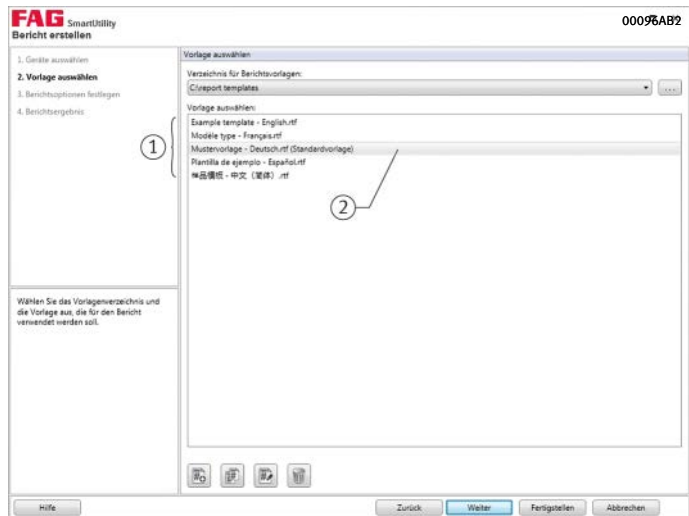 FAG SmartUtility
00096AB2
Bericht erstellen
1. Geräte auswählen
2. Vorlage auswählen
3. Berichtsoptionen festlegen
4. Berichtsergebnis
Wählen Sie das Vorlagenverzeichnis und
die Vorlage aus, die für den Bericht
verwendet werden soll.
Vorlage auswählen
Verzeichnis für Berichtsvorlagen:
C:\report templates
...
Vorlage auswählen:
Example template - English.rtf
Modèle type - Français.rtf
Mustervorlage - Deutsch.rtf (Standardvorlage)
Plantilla de ejemplo - Español.rtf
样品模板 - 中文（简体）.rtf
1
2
Hilfe
Zurück
Weiter
Fertigstellen
Abbrechen